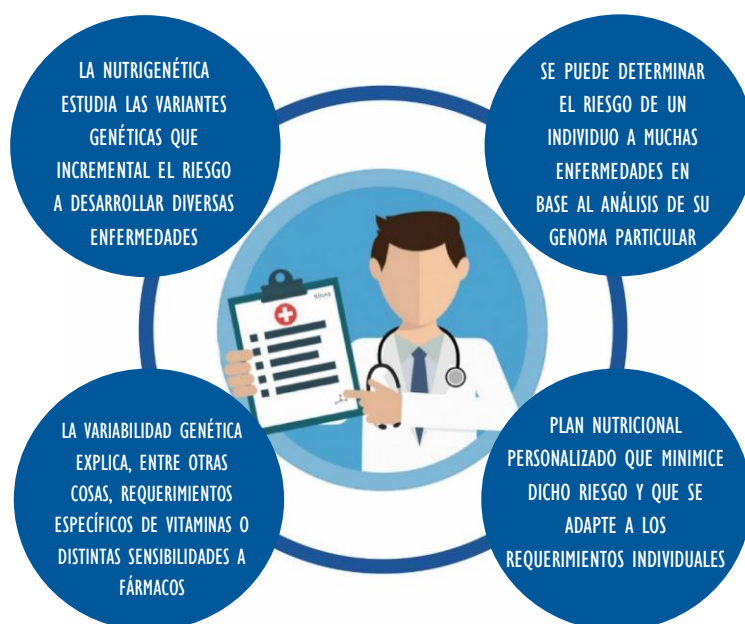 LA NUTRIGENÉTICA
ESTUDIA LAS VARIANTES
GENÉTICAS QUE
INCREMENTAL EL RIESGO
A DESARROLLAR DIVERSAS
ENFERMEDADES
SE PUEDE DETERMINAR
EL RIESGO DE UN
INDIVIDUO A MUCHAS
ENFERMEDADES EN
BASE AL ANÁLISIS DE SU
GENOMA PARTICULAR
LA VARIABILIDAD GENÉTICA
EXPLICA, ENTRE OTRAS
COSAS, REQUERIMIENTOS
ESPECÍFICOS DE VITAMINAS O
DISTINTAS SENSIBILIDADES A
FÁRMACOS
PLAN NUTRICIONAL
PERSONALIZADO QUE MINIMICE
DICHO RIESGO Y QUE SE
ADAPTE A LOS
REQUERIMIENTOS INDIVIDUALES